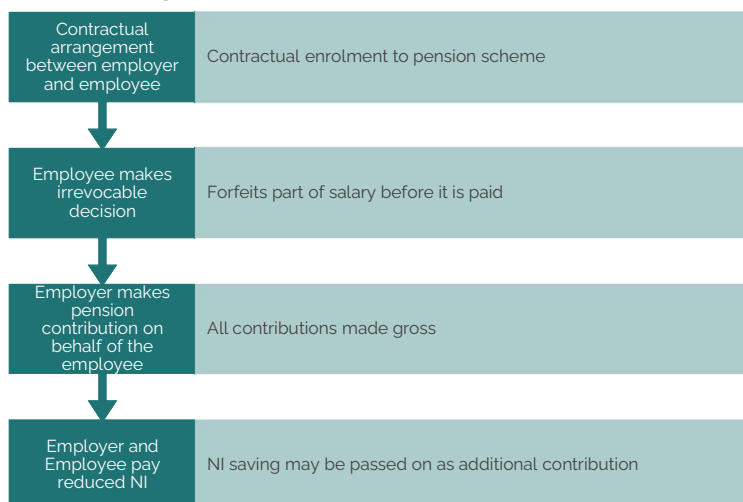 Contractual
arrangement
between employer
and employee
Contractual enrolment to pension scheme
Employee makes
irrevocable
decision
Forfeits part of salary before it is paid
Employer makes
pension
contribution on
behalf of the
employee
All contributions made gross
Employer and
Employee pay
reduced NI
NI saving may be passed on as additional contribution